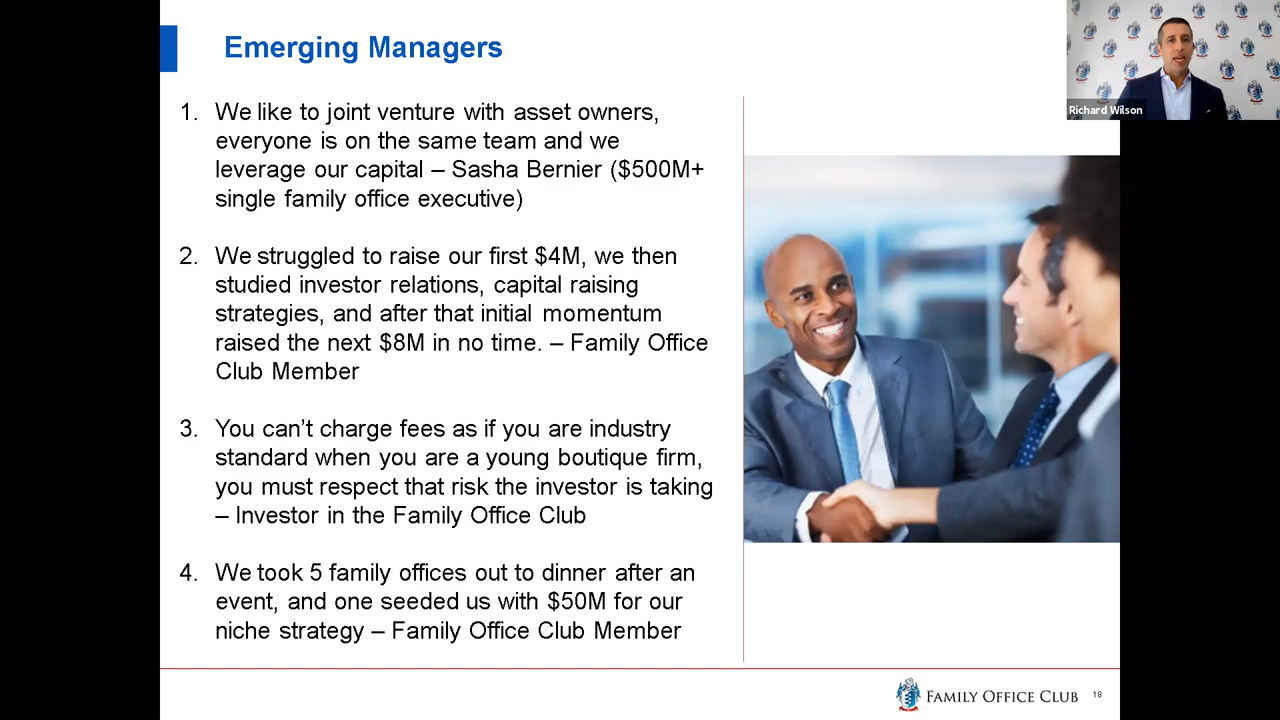 Emerging Managers
Richard Wilson
1. We like to joint venture with asset owners,
everyone is on the same team and we
leverage our capital – Sasha Bernier ($500M+
single family office executive)
2. We struggled to raise our first $4M, we then
studied investor relations, capital raising
strategies, and after that initial momentum
raised the next $8M in no time. – Family Office
Club Member
3. You can’t charge fees as if you are industry
standard when you are a young boutique firm,
you must respect that risk the investor is taking
– Investor in the Family Office Club
4. We took 5 family offices out to dinner after an
event, and one seeded us with $50M for our
niche strategy – Family Office Club Member
FAMILY OFFICE CLUB
18